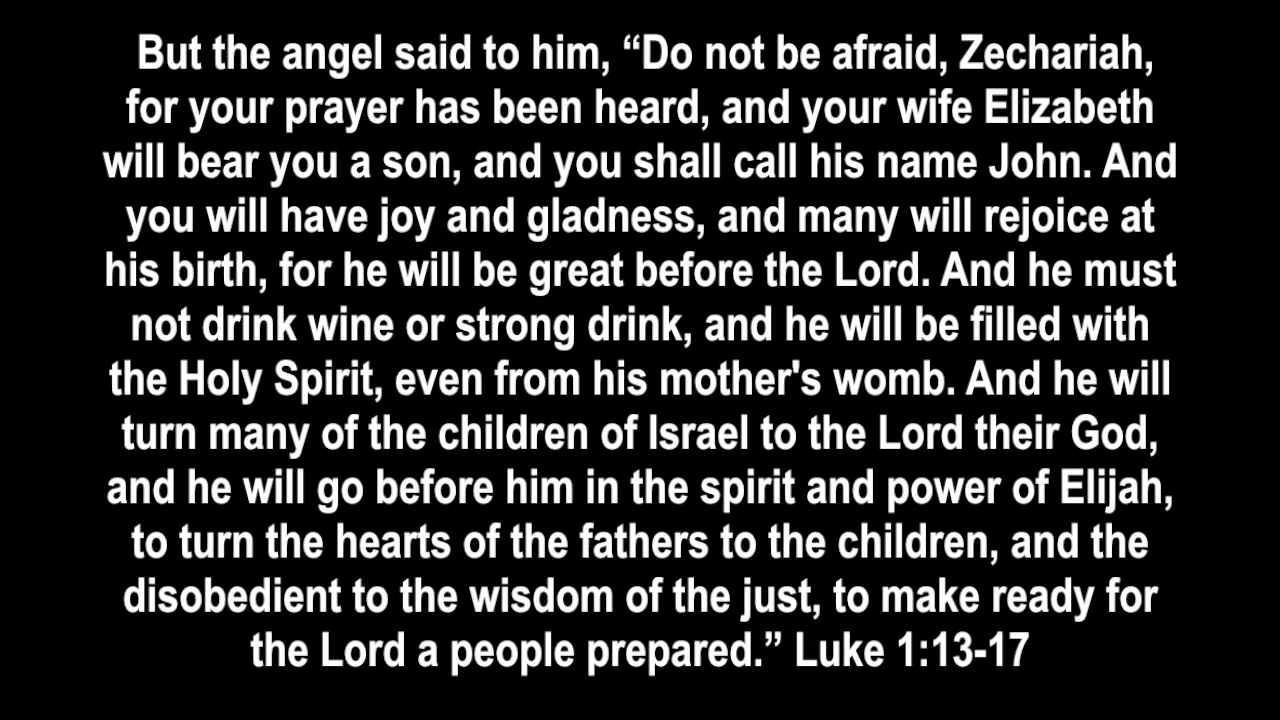 But the angel said to him, “Do not be afraid, Zechariah,
for your prayer has been heard, and your wife Elizabeth
will bear you a son, and you shall call his name John. And
you will have joy and gladness, and many will rejoice at
his birth, for he will be great before the Lord. And he must
not drink wine or strong drink, and he will be filled with
the Holy Spirit, even from his mother's womb. And he will
turn many of the children of Israel to the Lord their God,
and he will go before him in the spirit and power of Elijah,
to turn the hearts of the fathers to the children, and the
disobedient to the wisdom of the just, to make ready for
the Lord a people prepared.” Luke 1:13-17